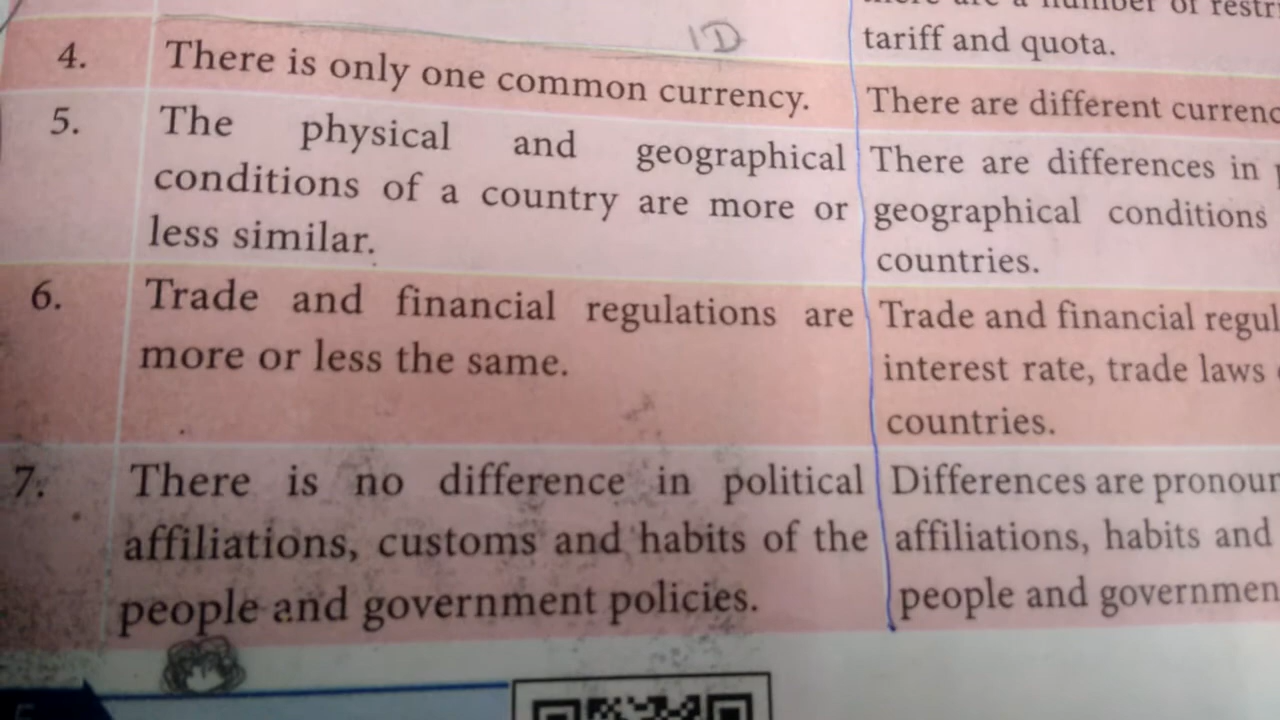 tariff and quota.
1D
4. There is only one common currency.
There are different
5. The physical and geographical
conditions of a country are more or
less similar.
There are differences in
geographical conditions
countries.
6. Trade and financial regulations are
more or less the same.
Trade and financial
interest rate, trade laws
countries.
7. There is no difference in political
affiliations, customs and habits of the
people and government policies.
Differences are
affiliations, habits and
people and